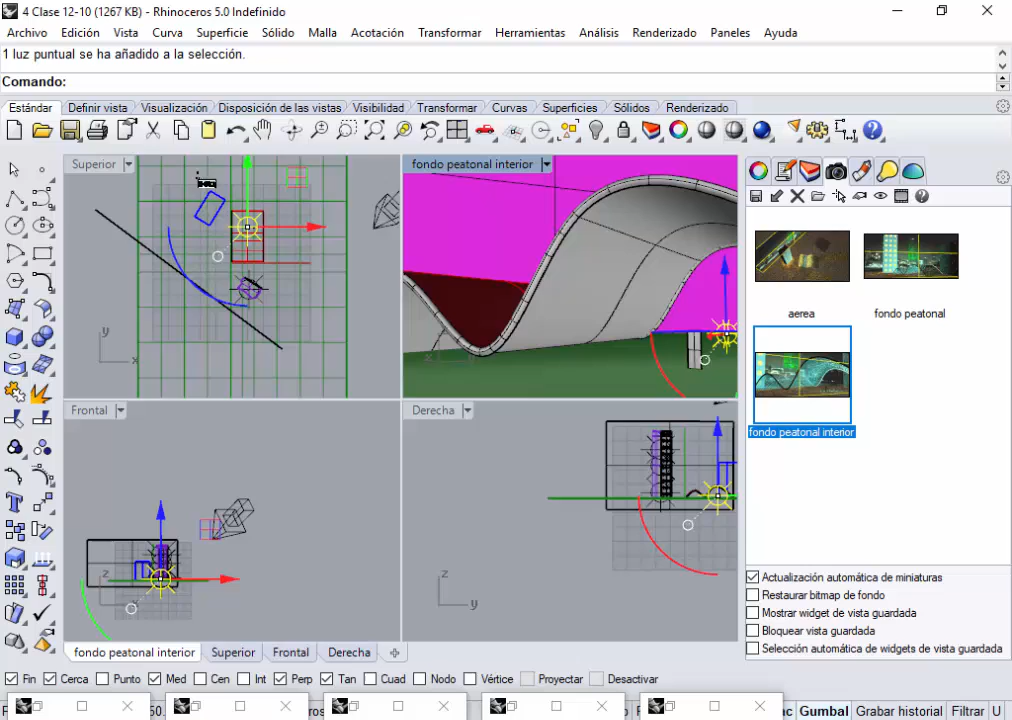 4 Clase 12-10 (1267 KB) - Rhinoceros 5.0 Indefinido
Archivo Edición Vista Curva Superficie Sólido Malla Acotación Transformar Herramientas Análisis Renderizado Paneles Ayuda
1 luz puntual se ha añadido a la selección.
Comando:
Estándar Definir vista Visualización Disposición de las vistas Visibilidad Transformar Curvas Superficies Sólidos Renderizado
Superior
fondo peatonal interior
y
x
z
Frontal
Derecha
z
z
y
aerea
fondo peatonal
fondo peatonal interior
Actualización automática de miniaturas
Restaurar bitmap de fondo
Mostrar widget de vista guardada
Bloquear vista guardada
Selección automática de widgets de vista guardada
fondo peatonal interior Superior Frontal Derecha
Fin Cerca Punto Med Cen Int Perp Tan Cuad Nodo Vértice Proyectar Desactivar
50. Gumbal Grabar historial Filtrar U